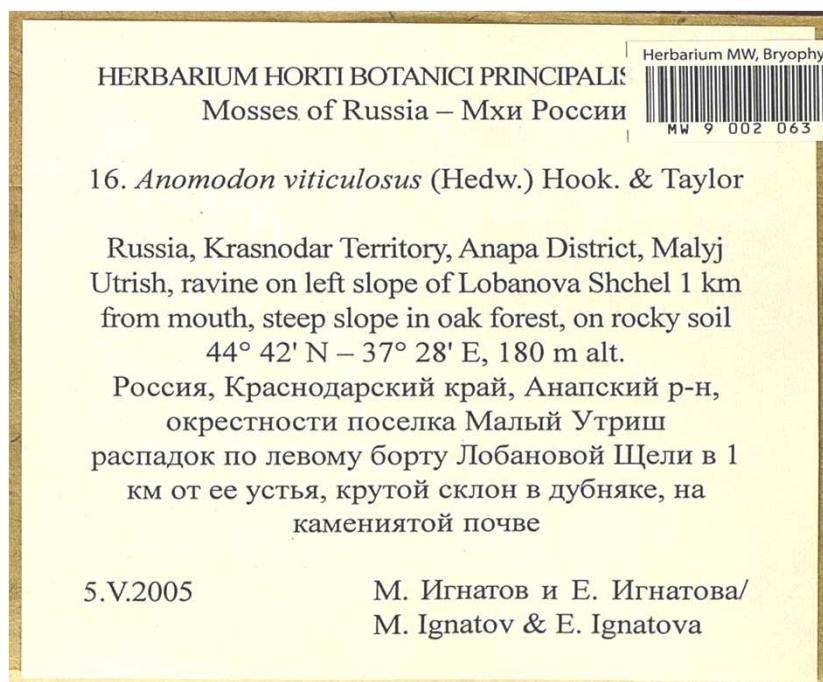 HERBARIUM HORTI BOTANICI PRINCIPALIS
Herbarium MW, Bryophy
MW 9 002 063
Mosses of Russia – Мхи России
16. Anomodon viticulosus (Hedw.) Hook. & Taylor
Russia, Krasnodar Territory, Anapa District, Malyj
Utrish, ravine on left slope of Lobanova Shchel 1 km
from mouth, steep slope in oak forest, on rocky soil
44° 42' N – 37° 28' E, 180 m alt.
Россия, Краснодарский край, Анапский р-н,
окрестности поселка Малый Утриш
распадок по левому борту Лобановой Щели в 1
км от ее устья, крутой склон в дубняке, на
камениятой почве
5.V.2005
М. Игнатов и Е. Игнатова/
M. Ignatov & E. Ignatova